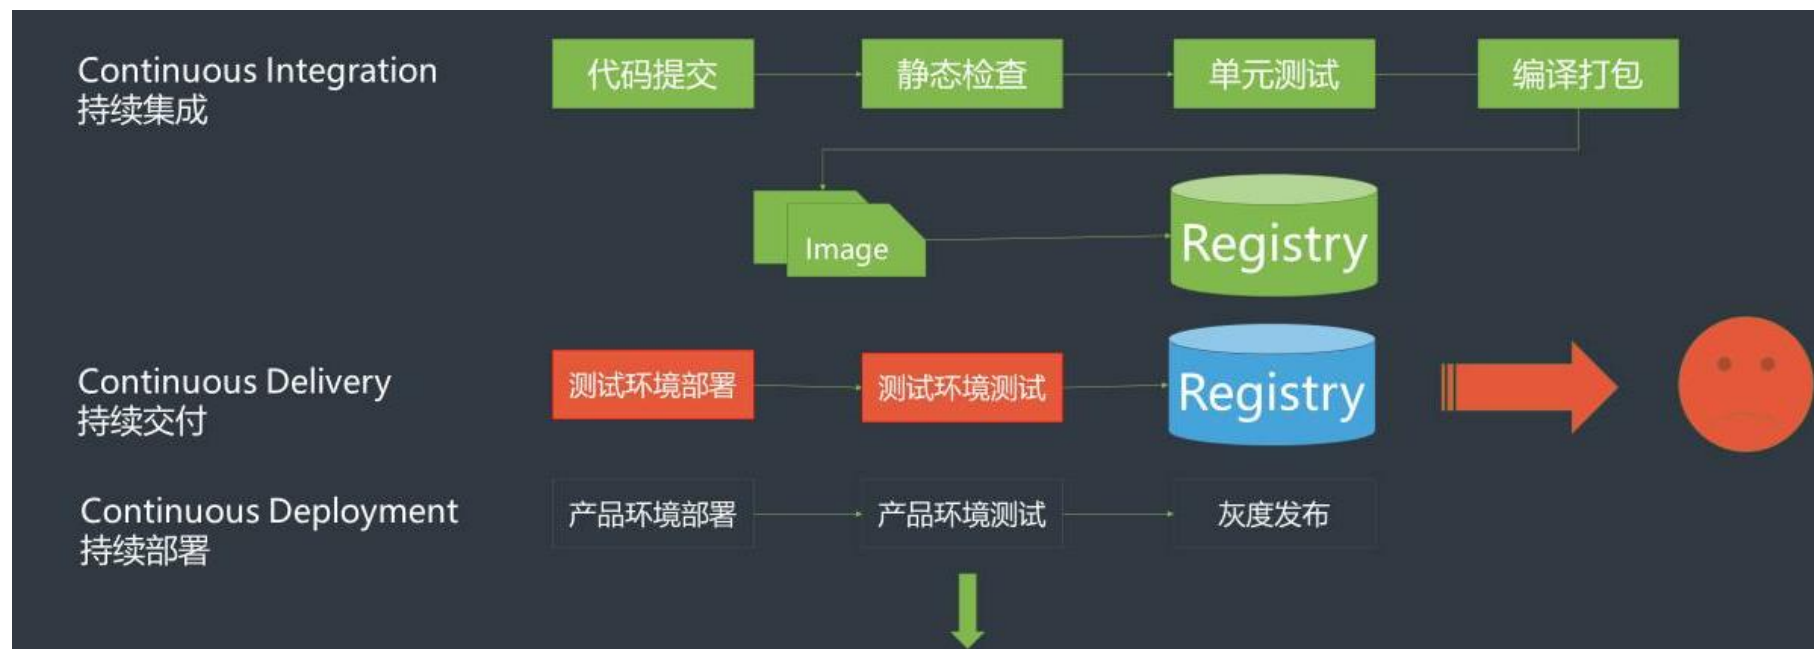 Continuous Integration
持续集成
代码提交
静态检查
单元测试
编译打包
Image
Registry
Continuous Delivery
持续交付
测试环境部署
测试环境测试
Registry
Continuous Deployment
持续部署
产品环境部署
产品环境测试
灰度发布